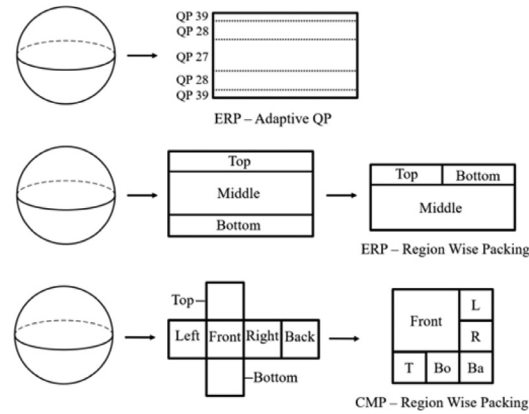 QP 39
QP 28
QP 27
QP 28
QP 39
ERP – Adaptive QP
Top
Middle
Bottom
Top Bottom
Middle
ERP – Region Wise Packing
Top
Left Front Right Back
Bottom
Front L
R
T Bo Ba
CMP – Region Wise Packing